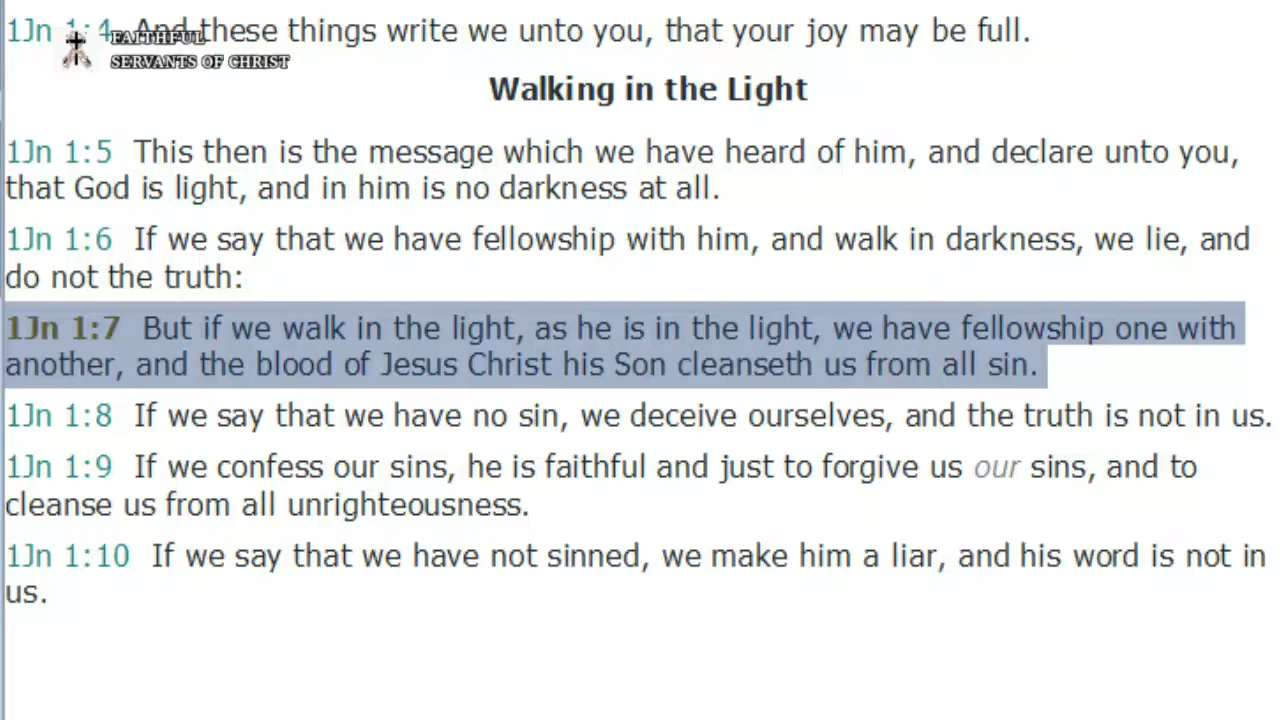 1Jn 1:4 And these things write we unto you, that your joy may be full.
FAITHFUL
SERVANTS OF CHRIST
Walking in the Light
1Jn 1:5 This then is the message which we have heard of him, and declare unto you,
that God is light, and in him is no darkness at all.
1Jn 1:6 If we say that we have fellowship with him, and walk in darkness, we lie, and
do not the truth:
1Jn 1:7 But if we walk in the light, as he is in the light, we have fellowship one with
another, and the blood of Jesus Christ his Son cleanseth us from all sin.
1Jn 1:8 If we say that we have no sin, we deceive ourselves, and the truth is not in us.
1Jn 1:9 If we confess our sins, he is faithful and just to forgive us our sins, and to
cleanse us from all unrighteousness.
1Jn 1:10 If we say that we have not sinned, we make him a liar, and his word is not in
us.